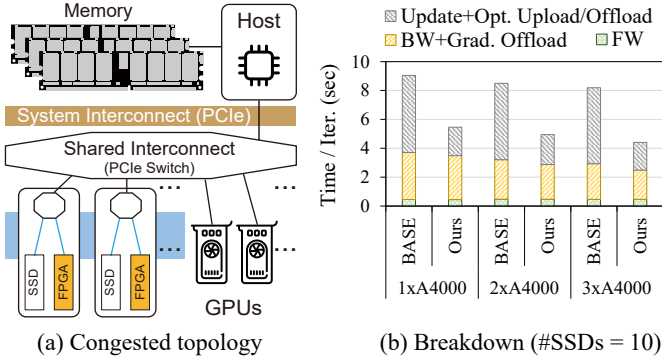 Memory
Host
System Interconnect (PCIe)
Shared Interconnect
(PCIe Switch)
...
...
SSD
FPGA
SSD
FPGA
...
...
GPUs
(a) Congested topology
Update+Opt. Upload/Offload
BW+Grad. Offload
FW
Time / Iter. (sec)
10
8
6
4
2
0
BASE
Ours
BASE
Ours
BASE
Ours
1xA4000
2xA4000
3xA4000
(b) Breakdown (#SSDs = 10)